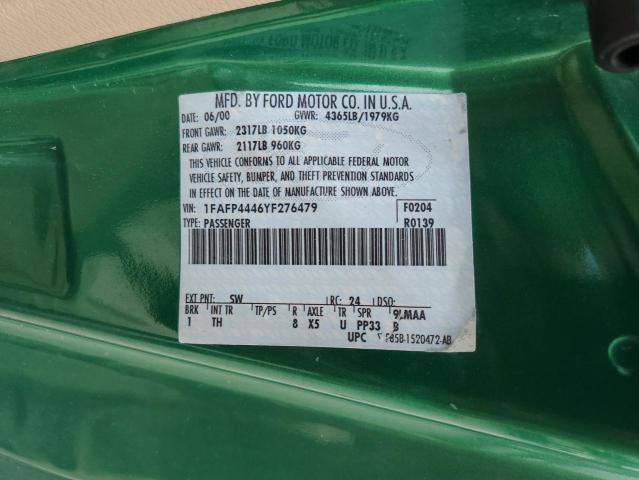 MFD. BY FORD MOTOR CO. IN U.S.A.
DATE: 06/00 GVWR: 4365LB/1979KG
FRONT GAWR: 2317LB 1050KG
REAR GAWR: 2117LB 960KG
THIS VEHICLE CONFORMS TO ALL APPLICABLE FEDERAL MOTOR
VEHICLE SAFETY, BUMPER, AND THEFT PREVENTION STANDARDS
IN EFFECT ON THE DATE OF MANUFACTURE SHOWN ABOVE.
VIN: 1FAFP4446YF276479 F0204
TYPE: PASSENGER R0139
EXT PNT: SW RC: 24 DSO:
BRK INT TR TP/PS R AXLE TR SPR
1 TH 8 X5 U PP33 B
UPC